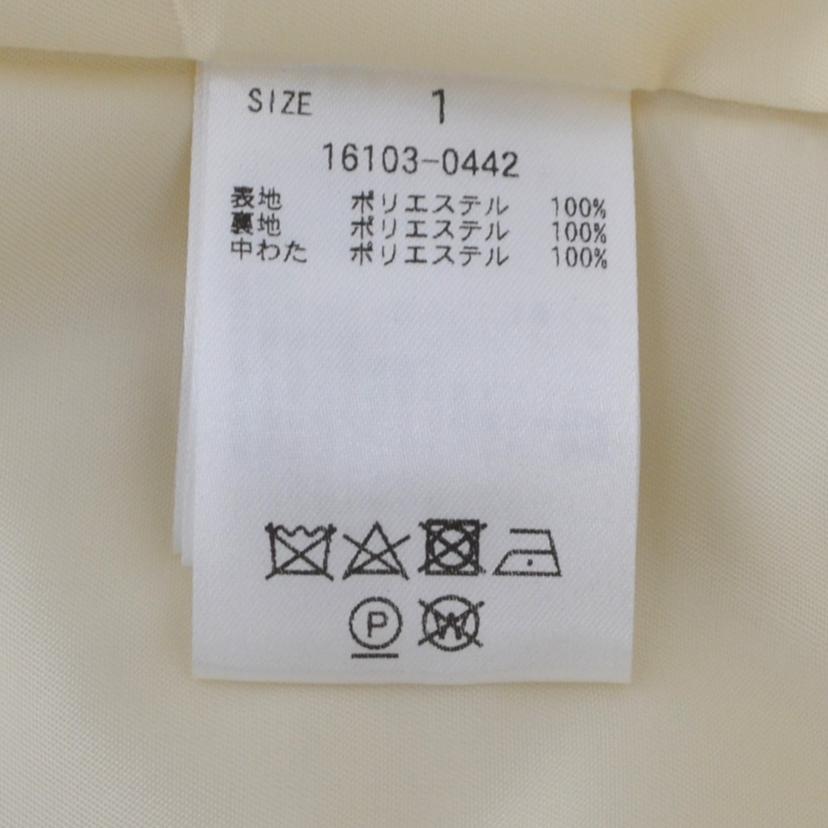 SIZE 1
16103-0442
表地 ポリエステル 100%
裏地 ポリエステル 100%
中わた ポリエステル 100%
P W